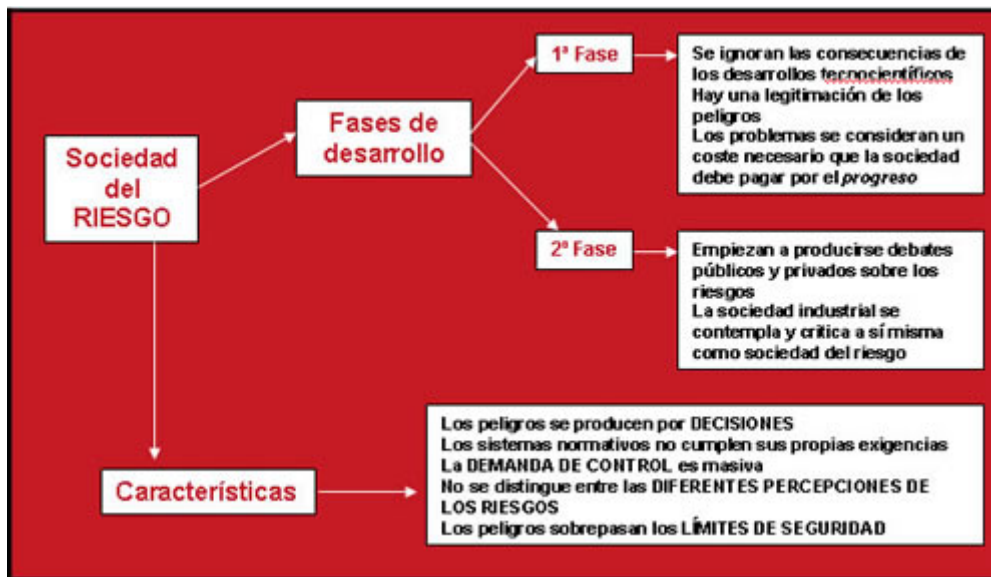 Sociedad
del
RIESGO
Fases de
desarrollo
1ª Fase
Se ignoran las consecuencias de
los desarrollos tecnocientíficos
Hay una legitimación de los
peligros
Los problemas se consideran un
coste necesario que la sociedad
debe pagar por el progreso
2ª Fase
Empiezan a producirse debates
públicos y privados sobre los
riesgos
La sociedad industrial se
contempla y critica a sí misma
como sociedad del riesgo
Características
Los peligros se producen por DECISIONES
Los sistemas normativos no cumplen sus propias exigencias
La DEMANDA DE CONTROL es masiva
No se distingue entre las DIFERENTES PERCEPCIONES DE
LOS RIESGOS
Los peligros sobrepasan los LÍMITES DE SEGURIDAD